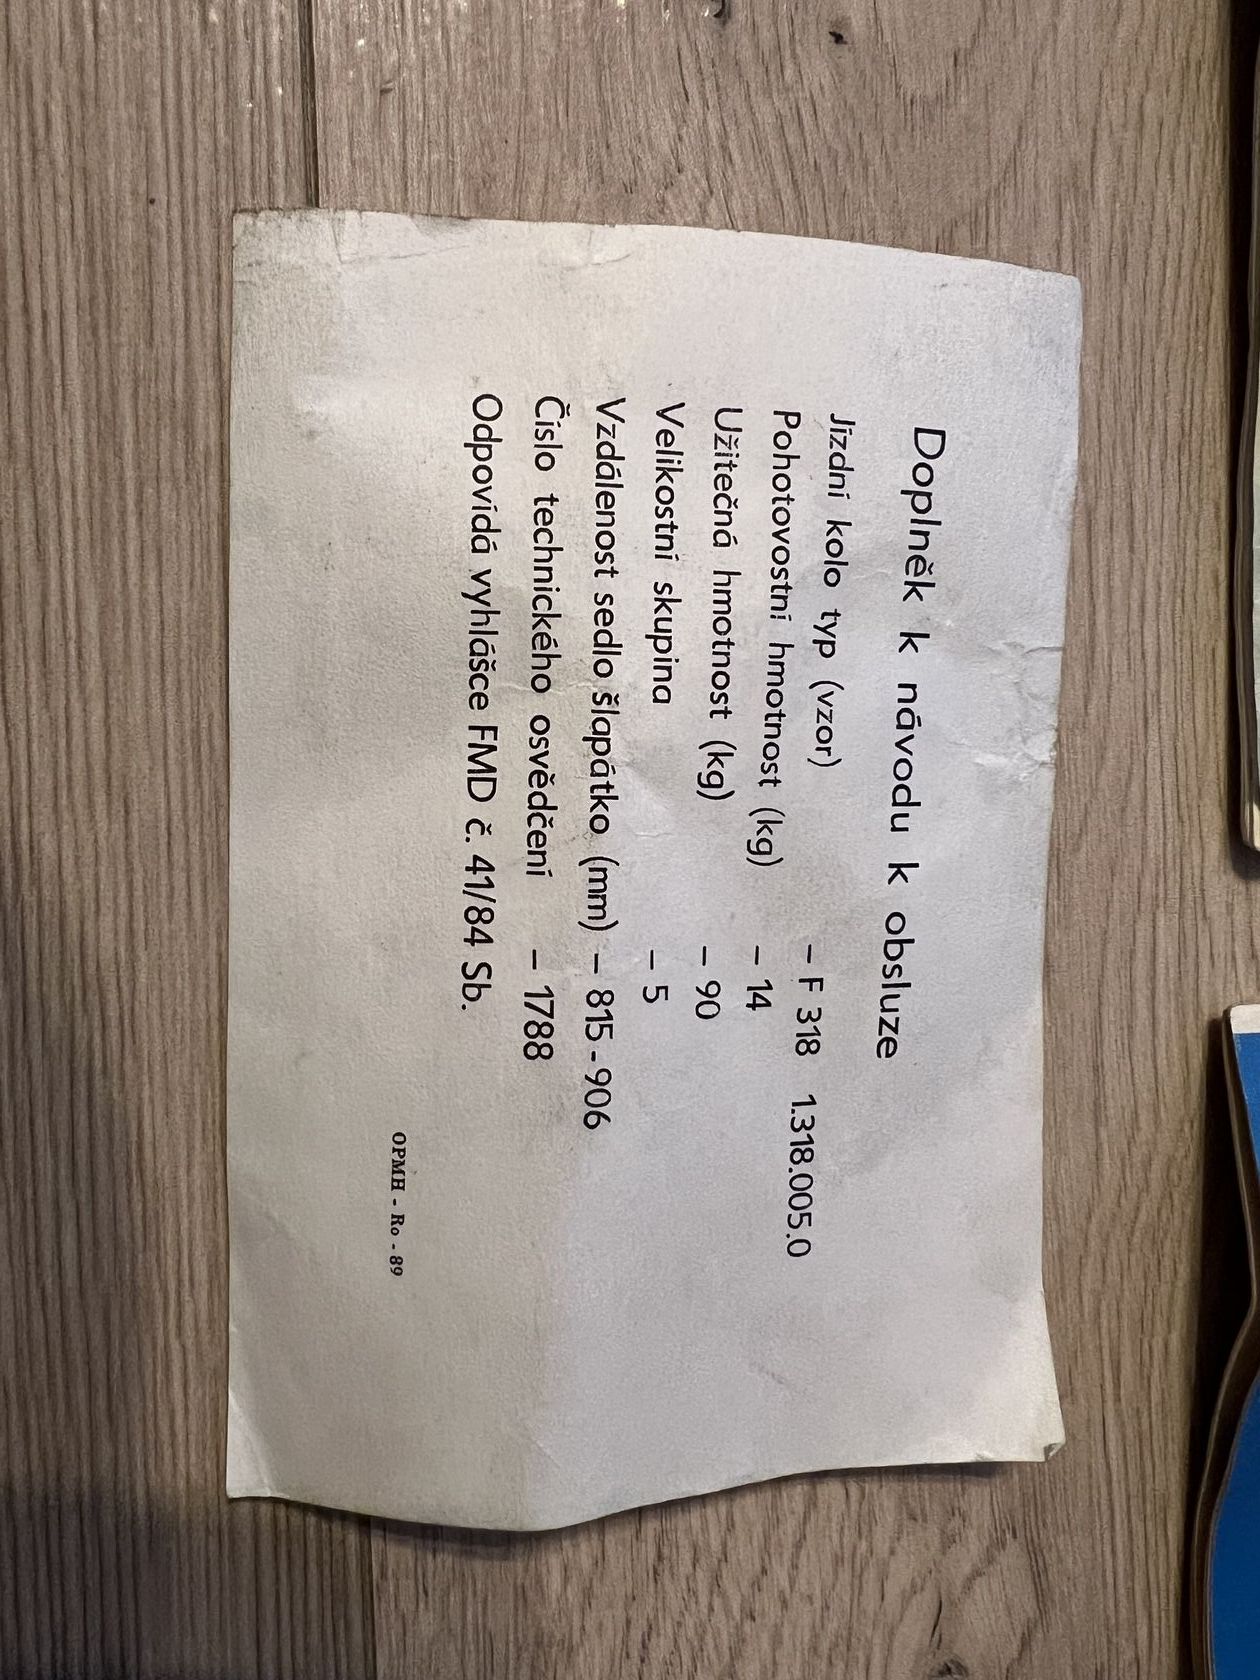 Doplněk k návodu k obsluze
Jízdní kolo typ (vzor) – F 318 1.318.005.0
Pohotovostní hmotnost (kg) – 14
Užitečná hmotnost (kg) – 90
Velikostní skupina – 5
Vzdálenost sedlo šlapátko (mm) – 815-906
Číslo technického osvědčení – 1788
Odpovídá vyhlášce FMD č. 41/84 Sb.
OPMH - Ro - 89